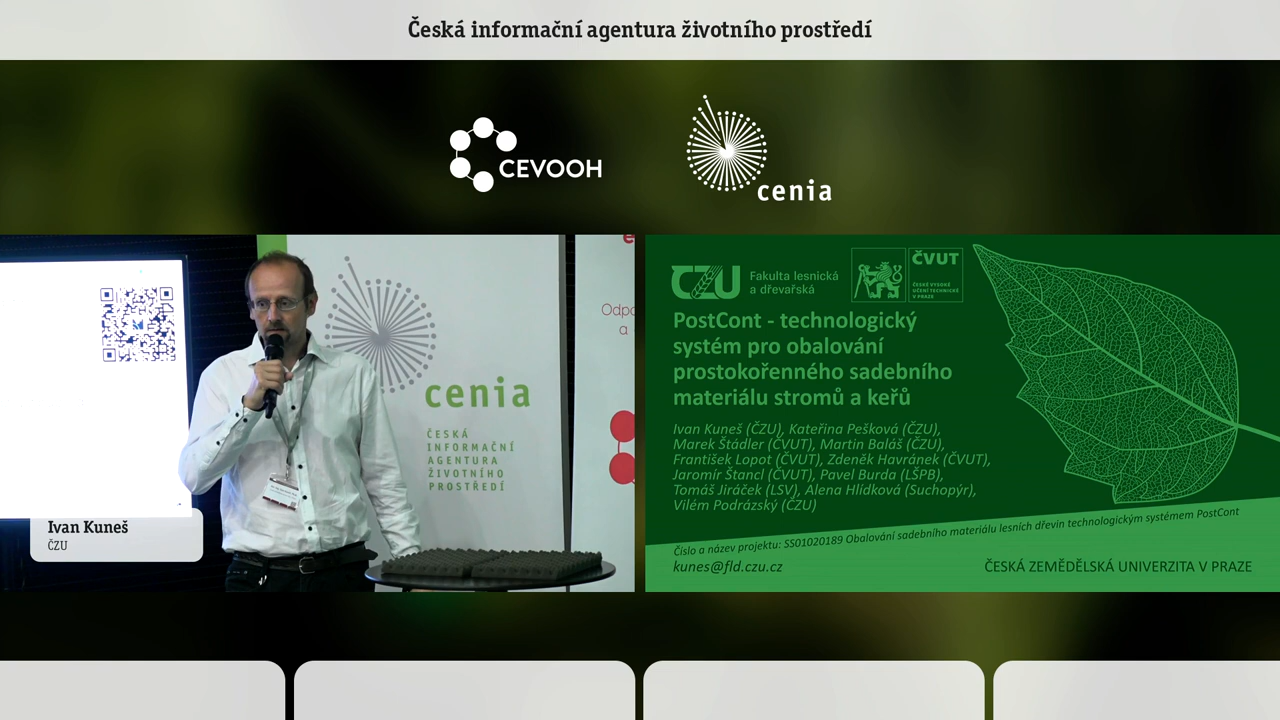 Česká informační agentura životního prostředí
CEVOOH
cenia
cenia
ČESKÁ
INFORMAČNÍ
AGENTURA
ŽIVOTNÍHO
PROSTŘEDÍ
Odpo
a
Ivan Kuneš
ČZU
ČZU
Fakulta lesnická
a dřevařská
ČVUT
ČESKÉ VYSOKÉ
UČENÍ TECHNICKÉ
V PRAZE
PostCont - technologický
systém pro obalování
prostokořenného sadebního
materiálu stromů a keřů
Ivan Kuneš (ČZU), Kateřina Pešková (ČZU),
Marek Štádler (ČVUT), Martin Baláš (ČZU),
František Lopot (ČVUT), Zdeněk Havránek (ČVUT),
Jaromír Štancl (ČVUT), Pavel Burda (LŠPB),
Tomáš Jiráček (LSV), Alena Hlídková (Suchopýr),
Vilém Podrázský (ČZU)
Číslo a název projektu: SS01020189 Obalování sadebního materiálu lesních dřevin technologickým systémem PostCont
kunes@fld.czu.cz
ČESKÁ ZEMĚDĚLSKÁ UNIVERZITA V PRAZE